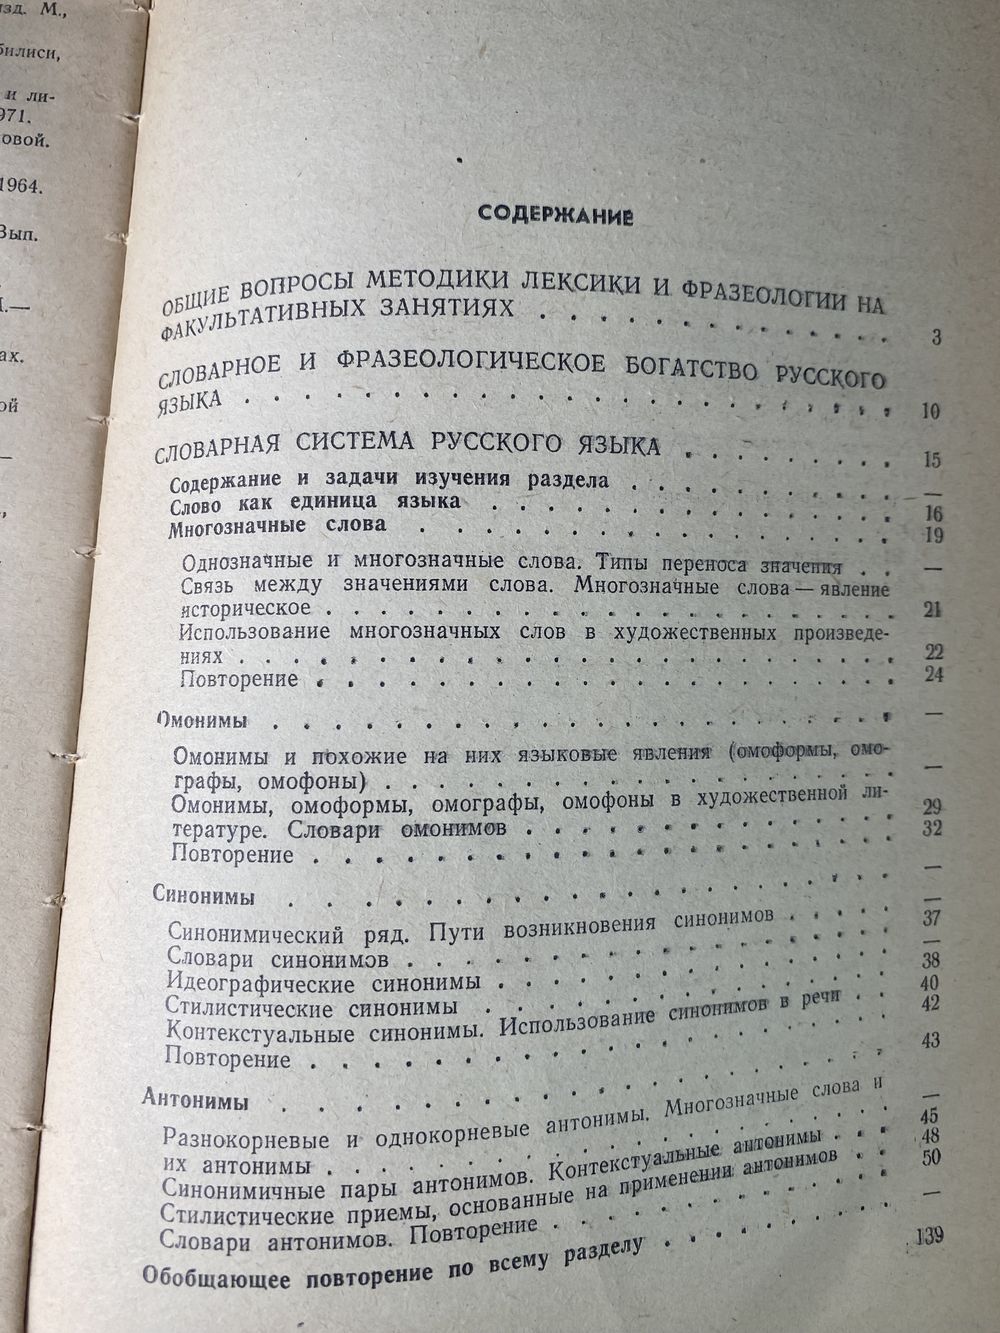 изд. М.,
билиси,
и ли-
971.
овой.
1964.
Вып.
М.—
ах.
ой
СОДЕРЖАНИЕ
ОБЩИЕ ВОПРОСЫ МЕТОДИКИ ЛЕКСИКИ И ФРАЗЕОЛОГИИ НА
ФАКУЛЬТАТИВНЫХ ЗАНЯТИЯХ . . . . . . . . . . . . . 3
СЛОВАРНОЕ И ФРАЗЕОЛОГИЧЕСКОЕ БОГАТСТВО РУССКОГО
ЯЗЫКА . . . . . . . . . . . . . . . . . . . . . . 10
СЛОВАРНАЯ СИСТЕМА РУССКОГО ЯЗЫКА . . . . . . . . 15
Содержание и задачи изучения раздела . . . . . . . . . . —
Слово как единица языка . . . . . . . . . . . . . . . 16
Многозначные слова . . . . . . . . . . . . . . . . . 19
Однозначные и многозначные слова. Типы переноса значения . . —
Связь между значениями слова. Многозначные слова — явление
историческое . . . . . . . . . . . . . . . . . . . . 21
Использование многозначных слов в художественных произведе-
ниях . . . . . . . . . . . . . . . . . . . . . . . . 22
Повторение . . . . . . . . . . . . . . . . . . . . . 24
Омонимы . . . . . . . . . . . . . . . . . . . . . . —
Омонимы и похожие на них языковые явления (омоформы, омо-
графы, омофоны) . . . . . . . . . . . . . . . . . . —
Омонимы, омоформы, омографы, омофоны в художественной ли-
тературе. Словари омонимов . . . . . . . . . . . . . 29
Повторение . . . . . . . . . . . . . . . . . . . . . 32
Синонимы . . . . . . . . . . . . . . . . . . . . . —
Синонимический ряд. Пути возникновения синонимов . . . . . —
Словари синонимов . . . . . . . . . . . . . . . . . 37
Идеографические синонимы . . . . . . . . . . . . . . —
Стилистические синонимы . . . . . . . . . . . . . . . 38
Контекстуальные синонимы. Использование синонимов в речи . . 40
Повторение . . . . . . . . . . . . . . . . . . . . . 42
Антонимы . . . . . . . . . . . . . . . . . . . . . 43
Разнокорневые и однокорневые антонимы. Многозначные слова и
их антонимы . . . . . . . . . . . . . . . . . . . . —
Синонимичные пары антонимов. Контекстуальные антонимы . . . 45
Стилистические приемы, основанные на применении антонимов . . 48
Словари антонимов. Повторение . . . . . . . . . . . . 50
Обобщающее повторение по всему разделу . . . . . . . . —
139